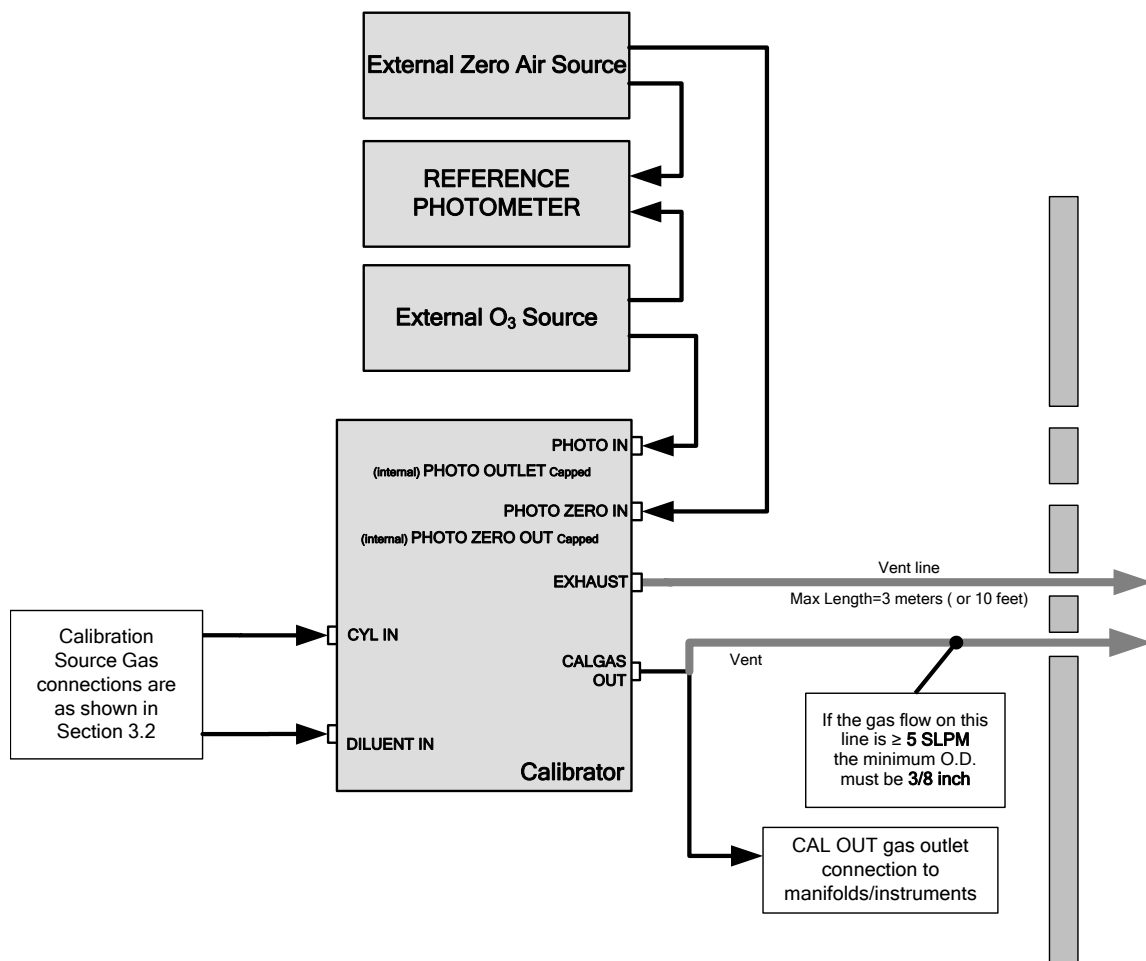 External Zero Air Source
REFERENCE
PHOTOMETER
External O₃ Source
PHOTO IN
(internal) PHOTO OUTLET Capped
PHOTO ZERO IN
(internal) PHOTO ZERO OUT Capped
EXHAUST
Vent line
Max Length=3 meters ( or 10 feet)
Calibration
Source Gas
connections are
as shown in
Section 3.2
CYL IN
CALGAS
OUT
Vent
DILUENT IN
Calibrator
If the gas flow on this
line is ≥ 5 SLPM
the minimum O.D.
must be 3/8 inch
CAL OUT gas outlet
connection to
manifolds/instruments